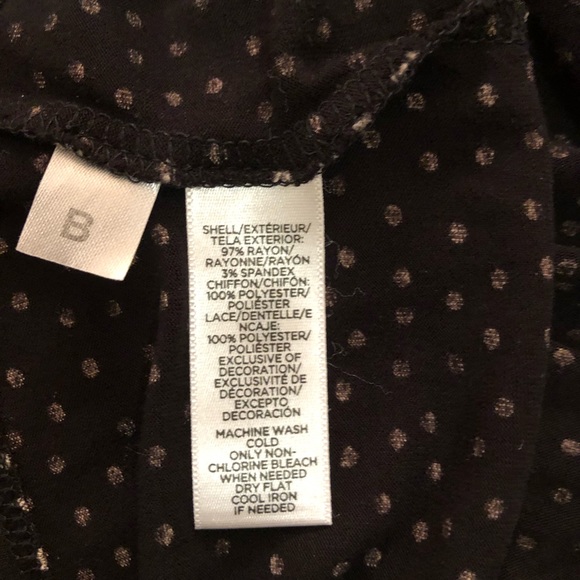 B
SHELL/EXTÉRIEUR/
TELA EXTERIOR:
97% RAYON/
RAYONNE/RAYÓN
3% SPANDEX
CHIFFON/CHIFÓN:
100% POLYESTER/
POLIÉSTER
LACE/DENTELLE/E
NCAJE:
100% POLYESTER/
POLIÉSTER
EXCLUSIVE OF
DECORATION/
EXCLUSIVITÉ DE
DÉCORATION/
EXCEPTO
DECORACIÓN
MACHINE WASH
COLD
ONLY NON-
CHLORINE BLEACH
WHEN NEEDED
DRY FLAT
COOL IRON
IF NEEDED